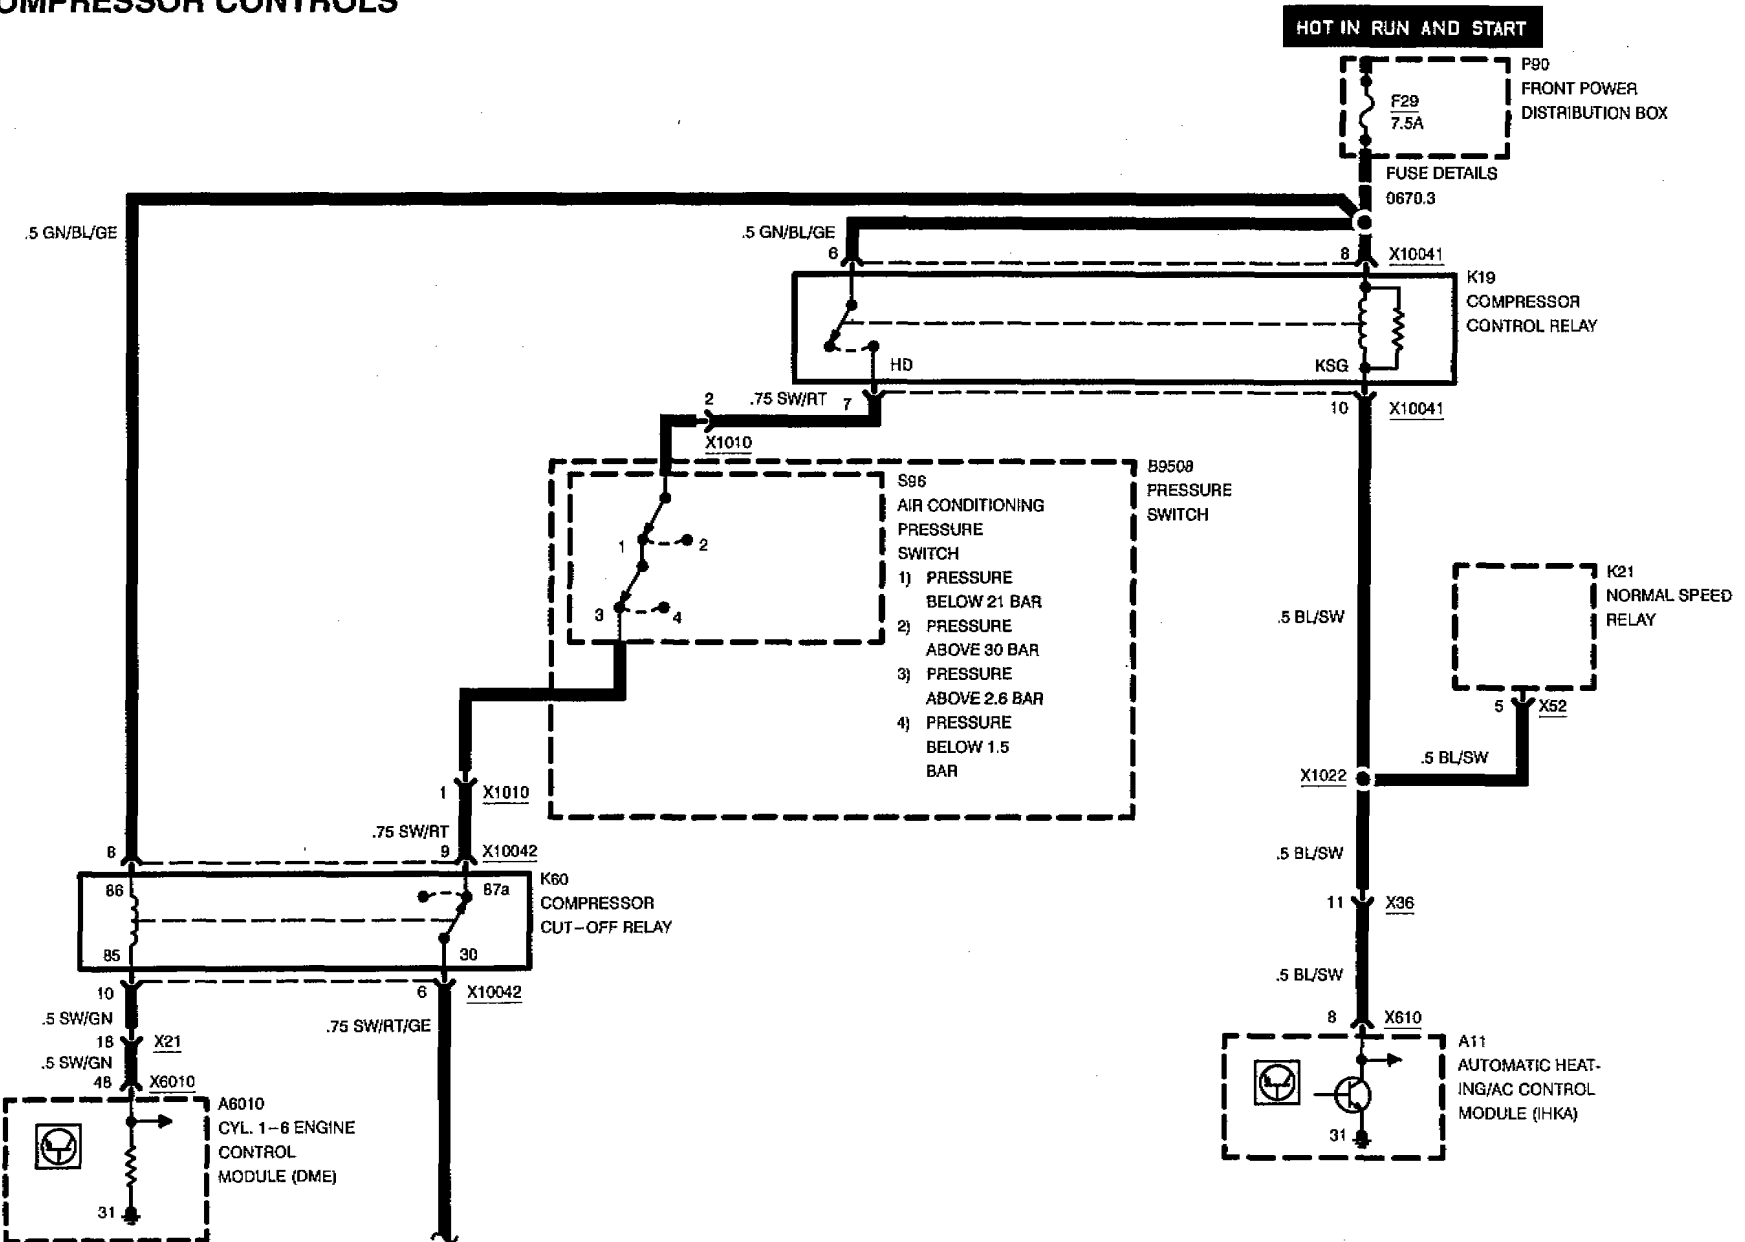 COMPRESSOR CONTROLS
HOT IN RUN AND START
P90
FRONT POWER
DISTRIBUTION BOX
F29
7.5A
FUSE DETAILS
0670.3
.5 GN/BL/GE
.5 GN/BL/GE
6
8
X10041
K19
COMPRESSOR
CONTROL RELAY
HD
KSG
2
.75 SW/RT
7
10
X10041
X1010
B9508
PRESSURE
SWITCH
S96
AIR CONDITIONING
PRESSURE
SWITCH
1) PRESSURE
BELOW 21 BAR
2) PRESSURE
ABOVE 30 BAR
3) PRESSURE
ABOVE 2.6 BAR
4) PRESSURE
BELOW 1.5
BAR
1
2
3
4
K21
NORMAL SPEED
RELAY
.5 BL/SW
5
X52
.5 BL/SW
X1022
1
X1010
.75 SW/RT
8
9
X10042
.5 BL/SW
86
87a
K60
COMPRESSOR
CUT-OFF RELAY
11
X36
85
30
.5 BL/SW
10
6
X10042
.5 SW/GN
.75 SW/RT/GE
8
X610
18
X21
.5 SW/GN
48
X6010
A11
AUTOMATIC HEAT-
ING/AC CONTROL
MODULE (IHKA)
31
A6010
CYL. 1-6 ENGINE
CONTROL
MODULE (DME)
31